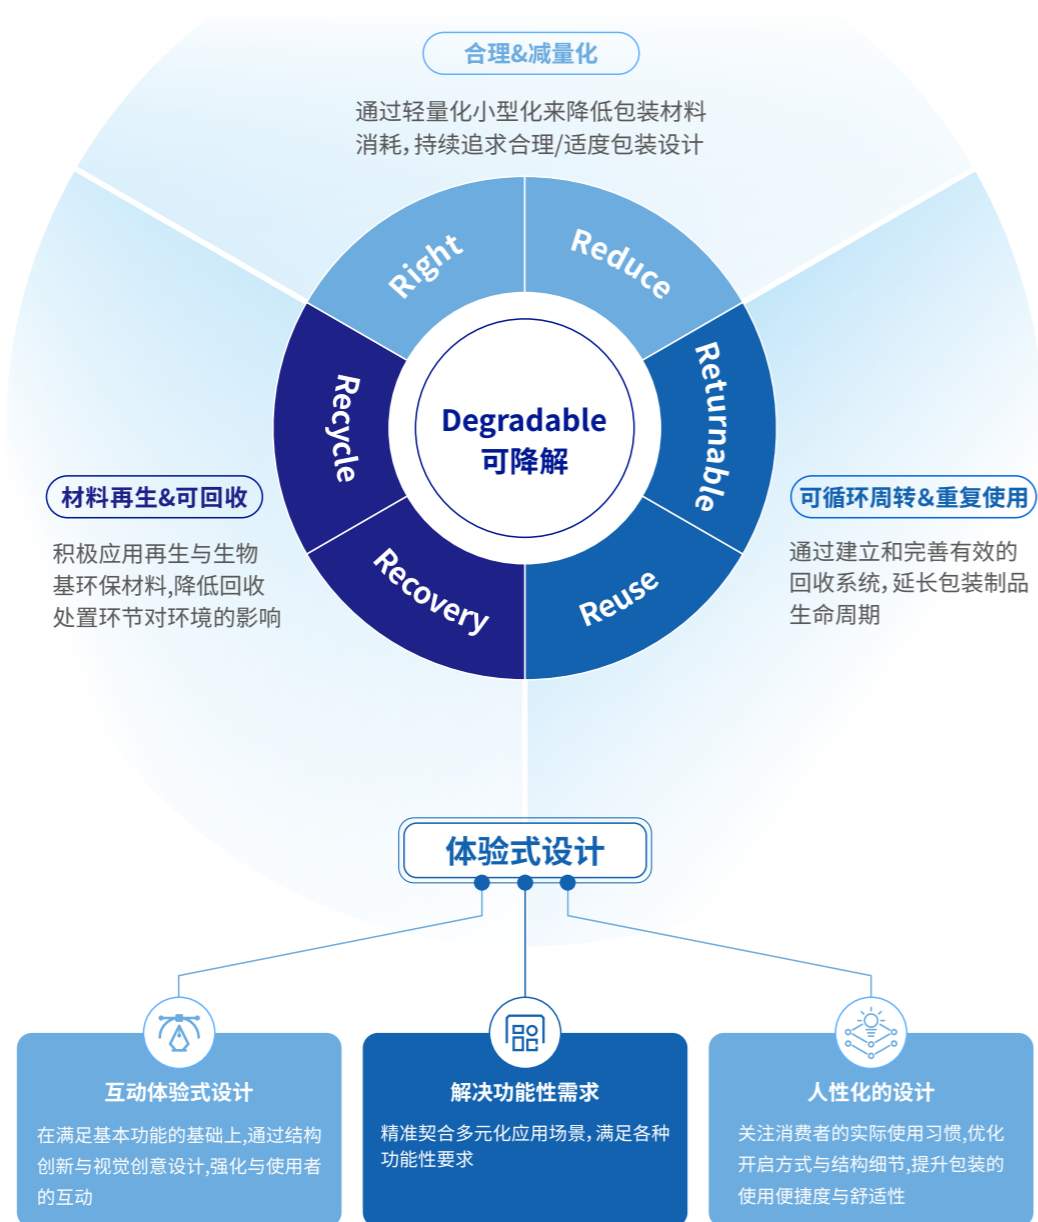 合理&减量化
通过轻量化小型化来降低包装材料
消耗，持续追求合理/适度包装设计
Right
Reduce
Recycle
Returnable
Degradable
可降解
Recovery
Reuse
材料再生&可回收
积极应用再生与生物
基环保材料,降低回收
处置环节对环境的影响
可循环周转&重复使用
通过建立和完善有效的
回收系统，延长包装制品
生命周期
体验式设计
互动体验式设计
在满足基本功能的基础上,通过结构
创新与视觉创意设计,强化与使用者
的互动
解决功能性需求
精准契合多元化应用场景，满足各种
功能性要求
人性化的设计
关注消费者的实际使用习惯,优化
开启方式与结构细节,提升包装的
使用便捷度与舒适性